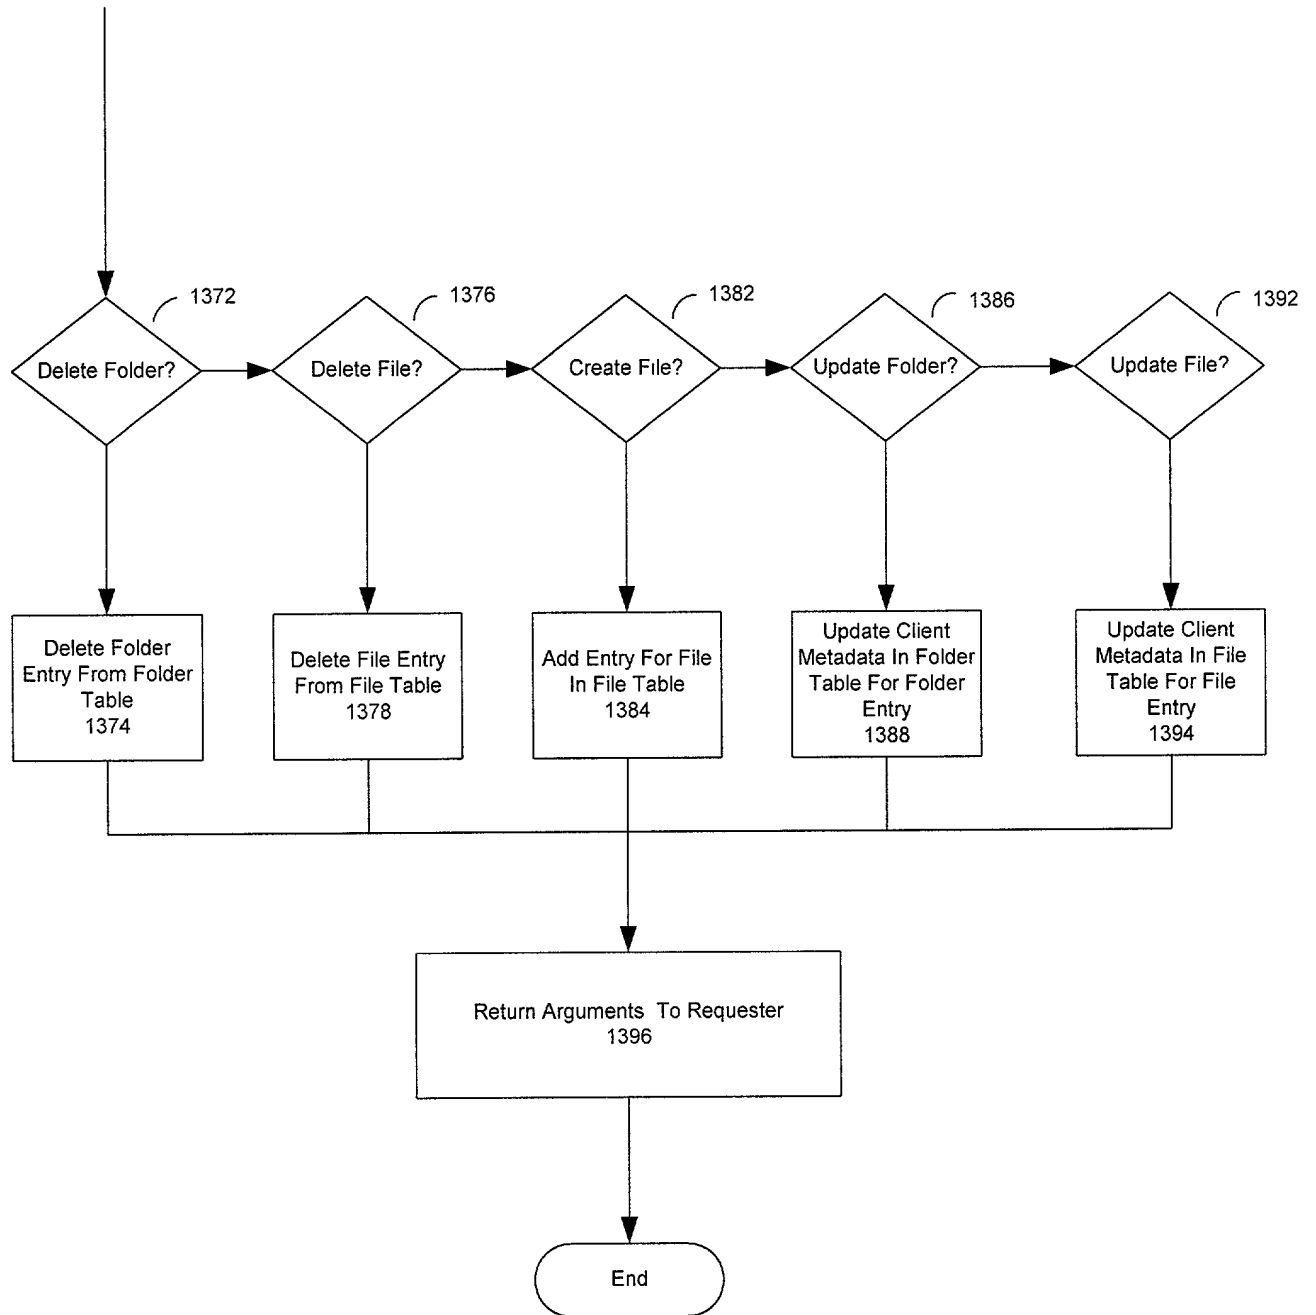 1372
1376
1382
1386
1392
Delete Folder?
Delete File?
Create File?
Update Folder?
Update File?
Delete Folder
Entry From Folder
Table
1374
Delete File Entry
From File Table
1378
Add Entry For File
In File Table
1384
Update Client
Metadata In Folder
Table For Folder
Entry
1388
Update Client
Metadata In File
Table For File
Entry
1394
Return Arguments To Requester
1396
End